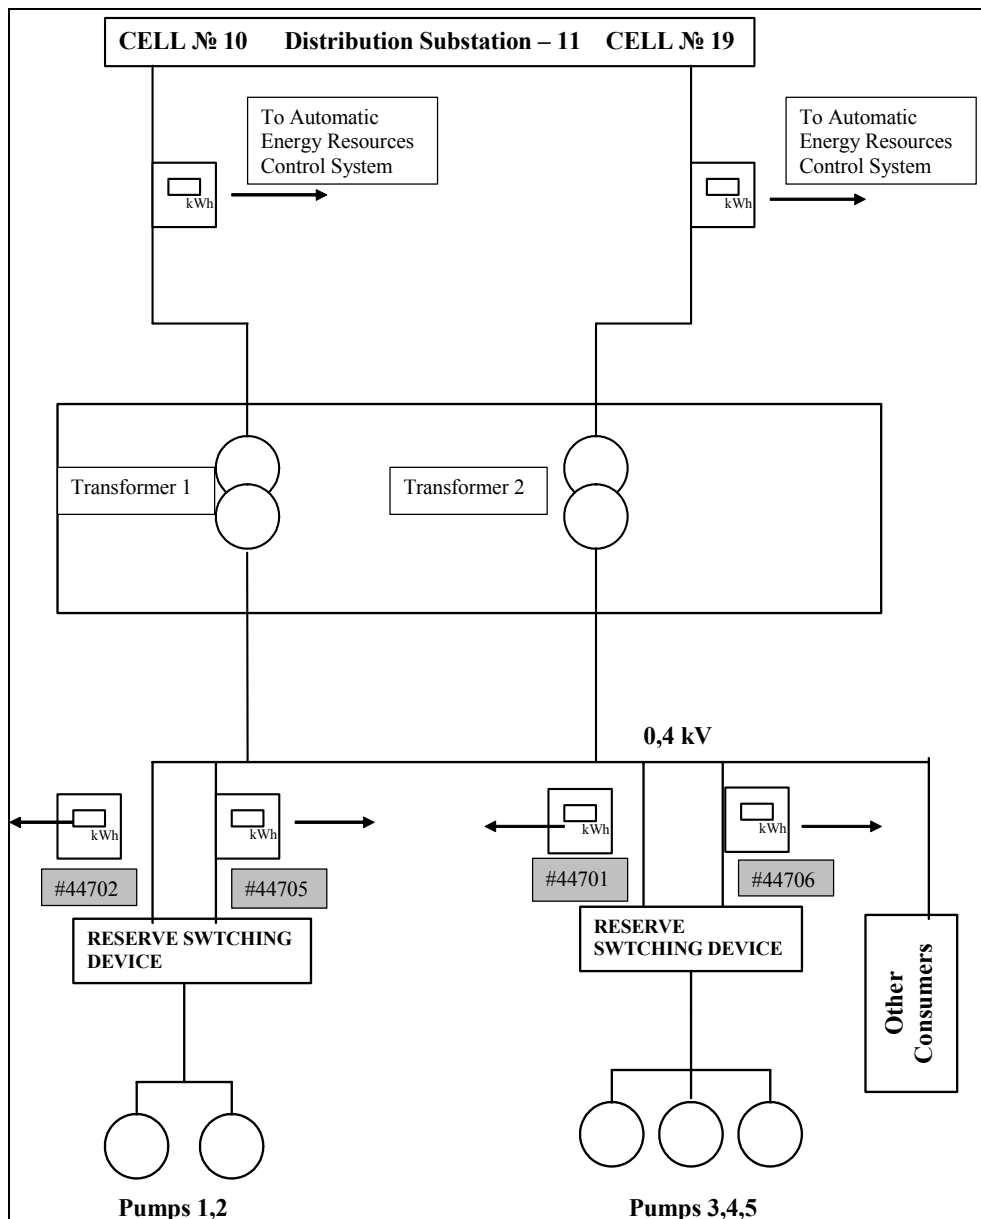 CELL № 10 Distribution Substation – 11 CELL № 19
To Automatic
Energy Resources
Control System
To Automatic
Energy Resources
Control System
kWh
kWh
Transformer 1
Transformer 2
0,4 kV
kWh
kWh
kWh
kWh
#44702
#44705
#44701
#44706
RESERVE SWTCHING
DEVICE
RESERVE
SWTCHING DEVICE
Other
Consumers
Pumps 1,2
Pumps 3,4,5